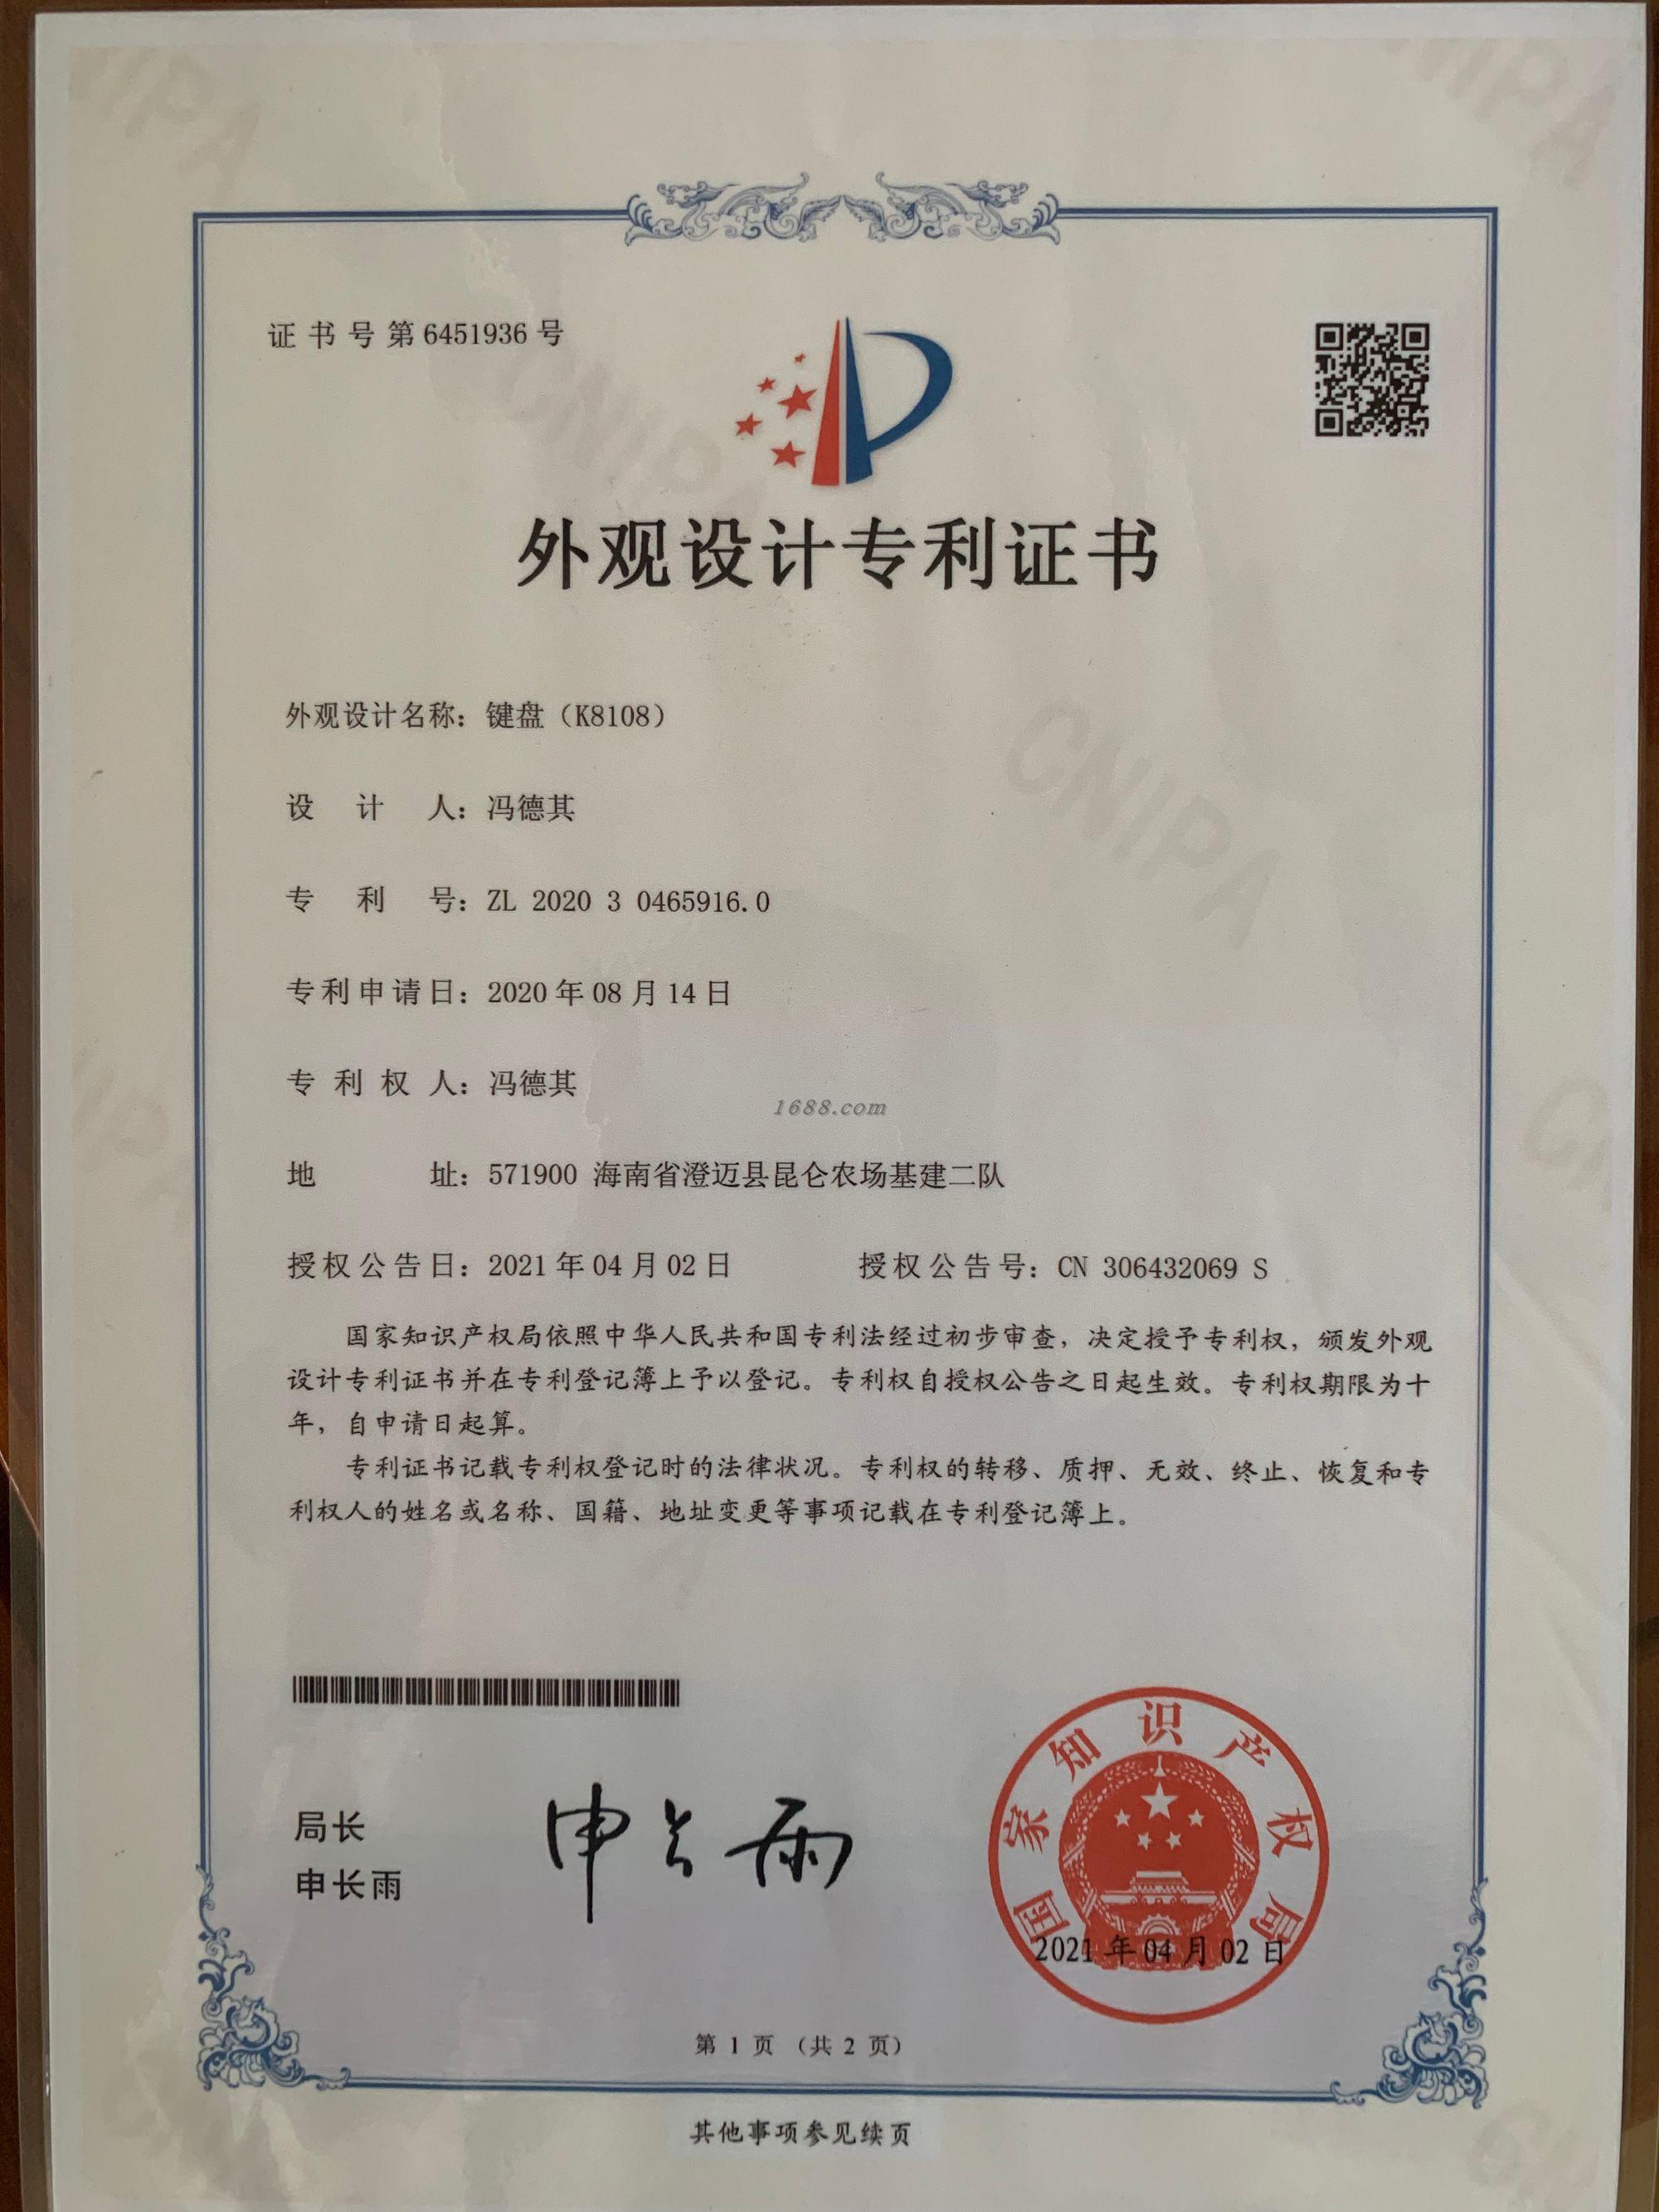 证书号第6451936号
外观设计专利证书
外观设计名称：键盘（K8108）
设计人：冯德其
专利号：ZL 2020 3 0465916.0
专利申请日：2020年08月14日
专利权人：冯德其
1688.com
地址：571900 海南省澄迈县昆仑农场基建二队
授权公告日：2021年04月02日 授权公告号：CN 306432069 S
国家知识产权局依照中华人民共和国专利法经过初步审查，决定授予专利权，颁发外观
设计专利证书并在专利登记簿上予以登记。专利权自授权公告之日起生效。专利权期限为十
年，自申请日起算。
专利证书记载专利权登记时的法律状况。专利权的转移、质押、无效、终止、恢复和专
利权人的姓名或名称、国籍、地址变更等事项记载在专利登记簿上。
局长
申长雨
申长雨
国家知识产权局
2021年04月02日
第 1 页 （共 2 页）
其他事项参见续页
CNIPA
CNIPA
CNIPA